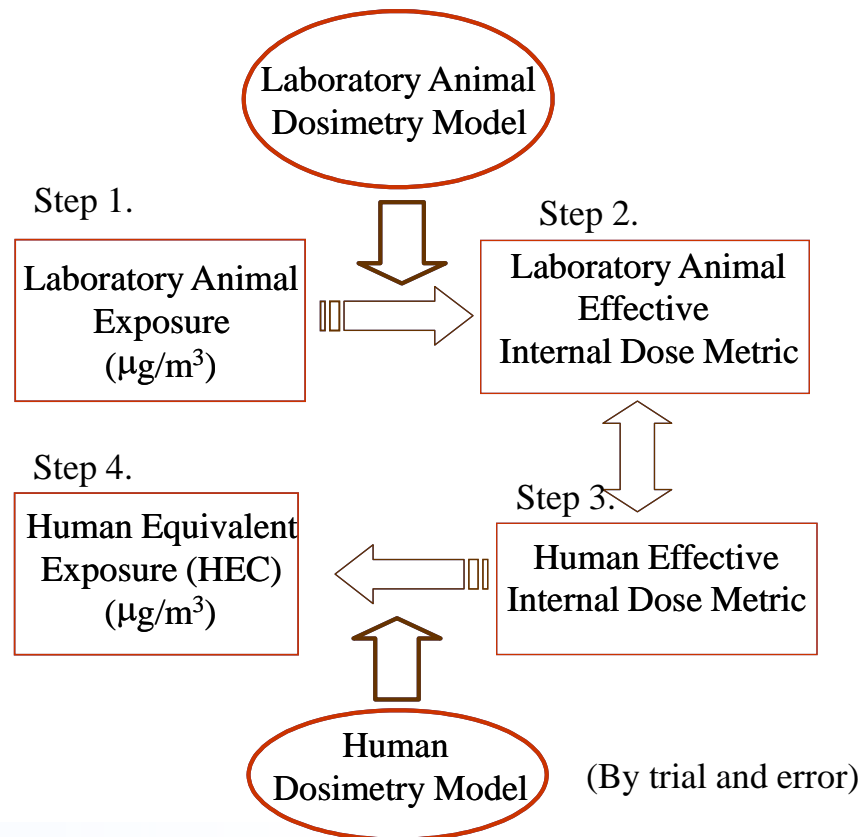 Laboratory Animal
Dosimetry Model
Step 1.
Laboratory Animal
Exposure
(μg/m³)
Step 2.
Laboratory Animal
Effective
Internal Dose Metric
Step 3.
Human Effective
Internal Dose Metric
Step 4.
Human Equivalent
Exposure (HEC)
(μg/m³)
Human
Dosimetry Model
(By trial and error)